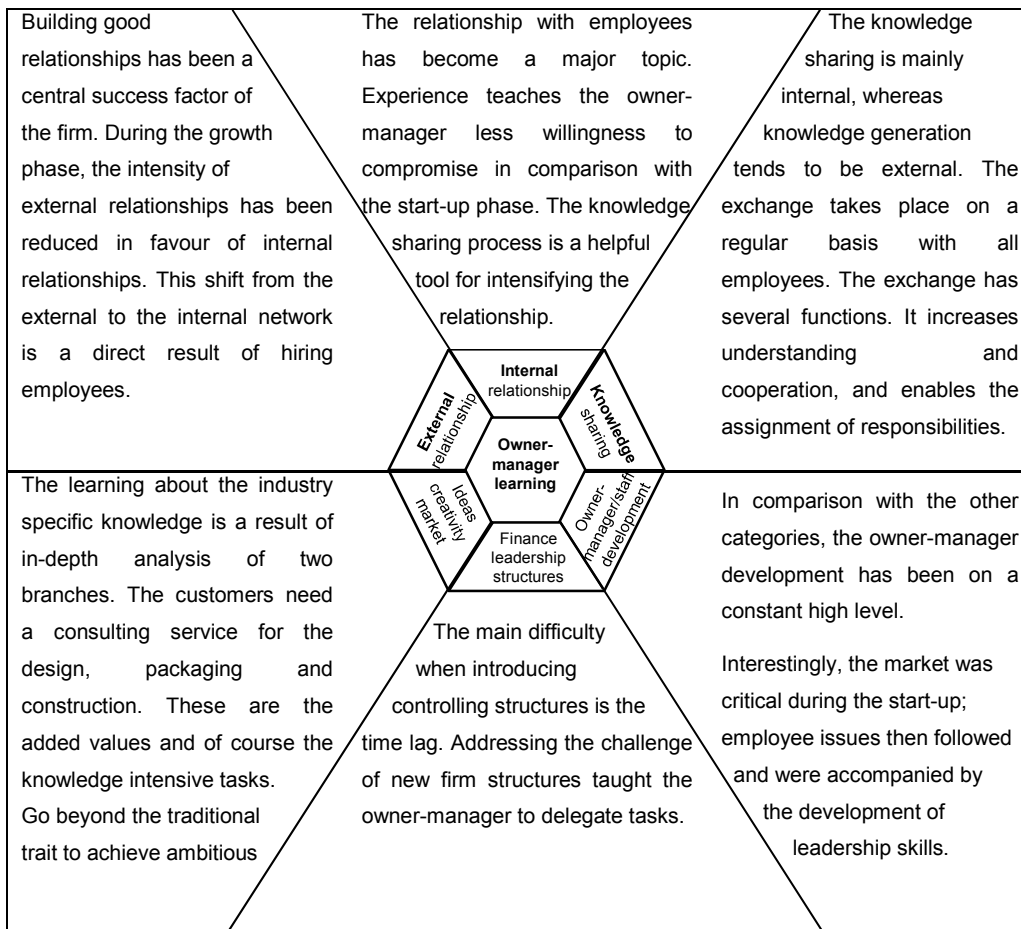 Building good
relationships has been a
central success factor of
the firm. During the growth
phase, the intensity of
external relationships has been
reduced in favour of internal
relationships. This shift from the
external to the internal network
is a direct result of hiring
employees.
The relationship with employees
has become a major topic.
Experience teaches the owner-
manager less willingness to
compromise in comparison with
the start-up phase. The knowledge
sharing process is a helpful
tool for intensifying the
relationship.
The knowledge
sharing is mainly
internal, whereas
knowledge generation
tends to be external. The
exchange takes place on a
regular basis with all
employees. The exchange has
several functions. It increases
understanding and
cooperation, and enables the
assignment of responsibilities.
External
relationship
Internal
relationship
Knowledge
sharing
Owner-
manager
learning
Ideas
creativity
market
Finance
leadership
structures
Owner-
manager/staff
development
The learning about the industry
specific knowledge is a result of
in-depth analysis of two
branches. The customers need
a consulting service for the
design, packaging and
construction. These are the
added values and of course the
knowledge intensive tasks.
Go beyond the traditional
trait to achieve ambitious
The main difficulty
when introducing
controlling structures is the
time lag. Addressing the challenge
of new firm structures taught the
owner-manager to delegate tasks.
In comparison with the other
categories, the owner-manager
development has been on a
constant high level.
Interestingly, the market was
critical during the start-up;
employee issues then followed
and were accompanied by
the development of
leadership skills.